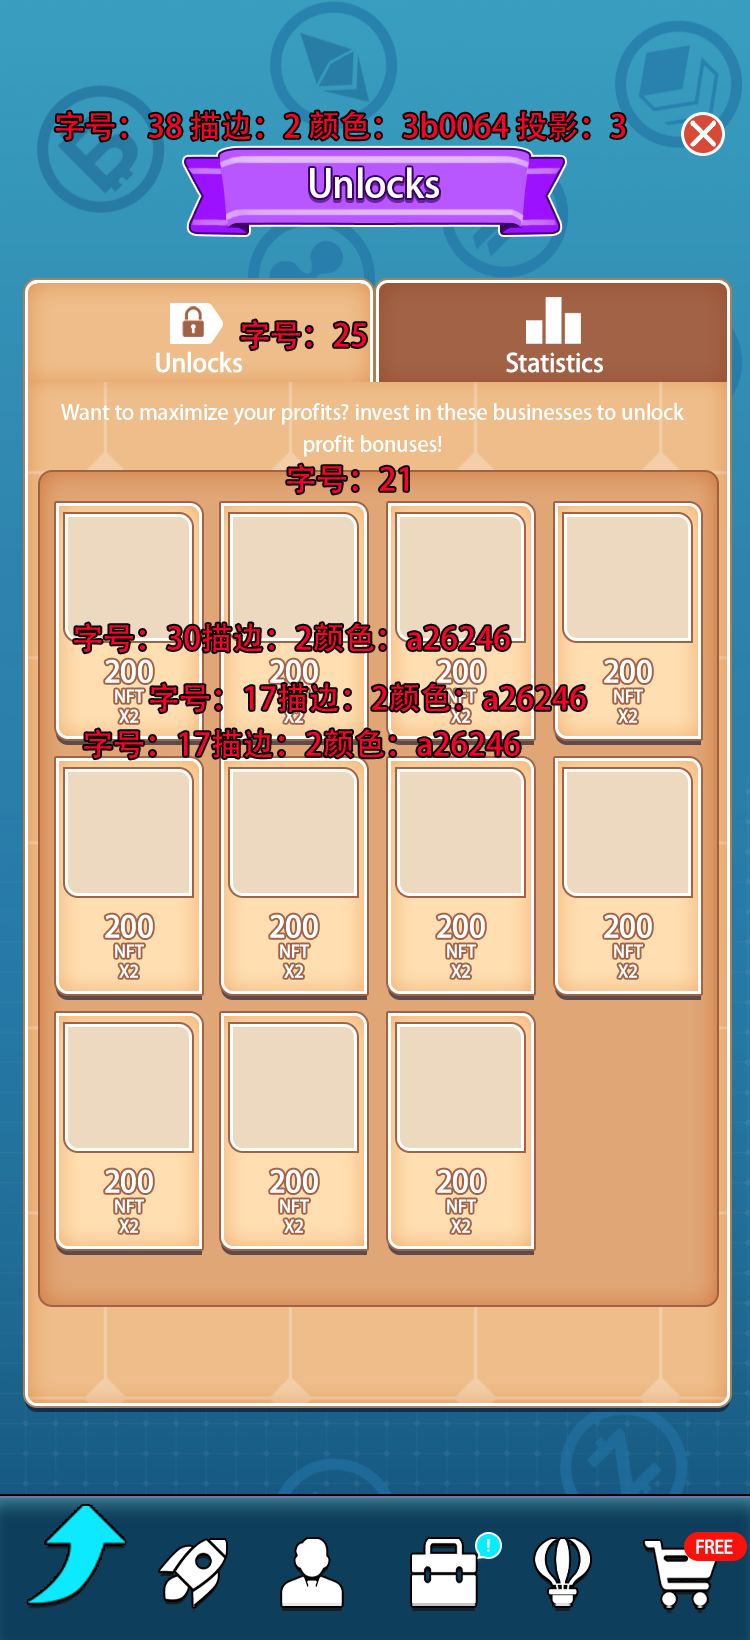 字号：38 描边：2 颜色：3b0064 投影：3
Unlocks
字号：25
Unlocks
Statistics
Want to maximize your profits? invest in these businesses to unlock
profit bonuses!
字号：21
字号：30描边：2颜色：a26246
200 200 200 200
字号：17描边：2颜色：a26246
NFT NFT NFT NFT
X2 X2 X2 X2
字号：17描边：2颜色：a26246
200 200 200 200
NFT NFT NFT NFT
X2 X2 X2 X2
200 200 200
NFT NFT NFT
X2 X2 X2
!
FREE